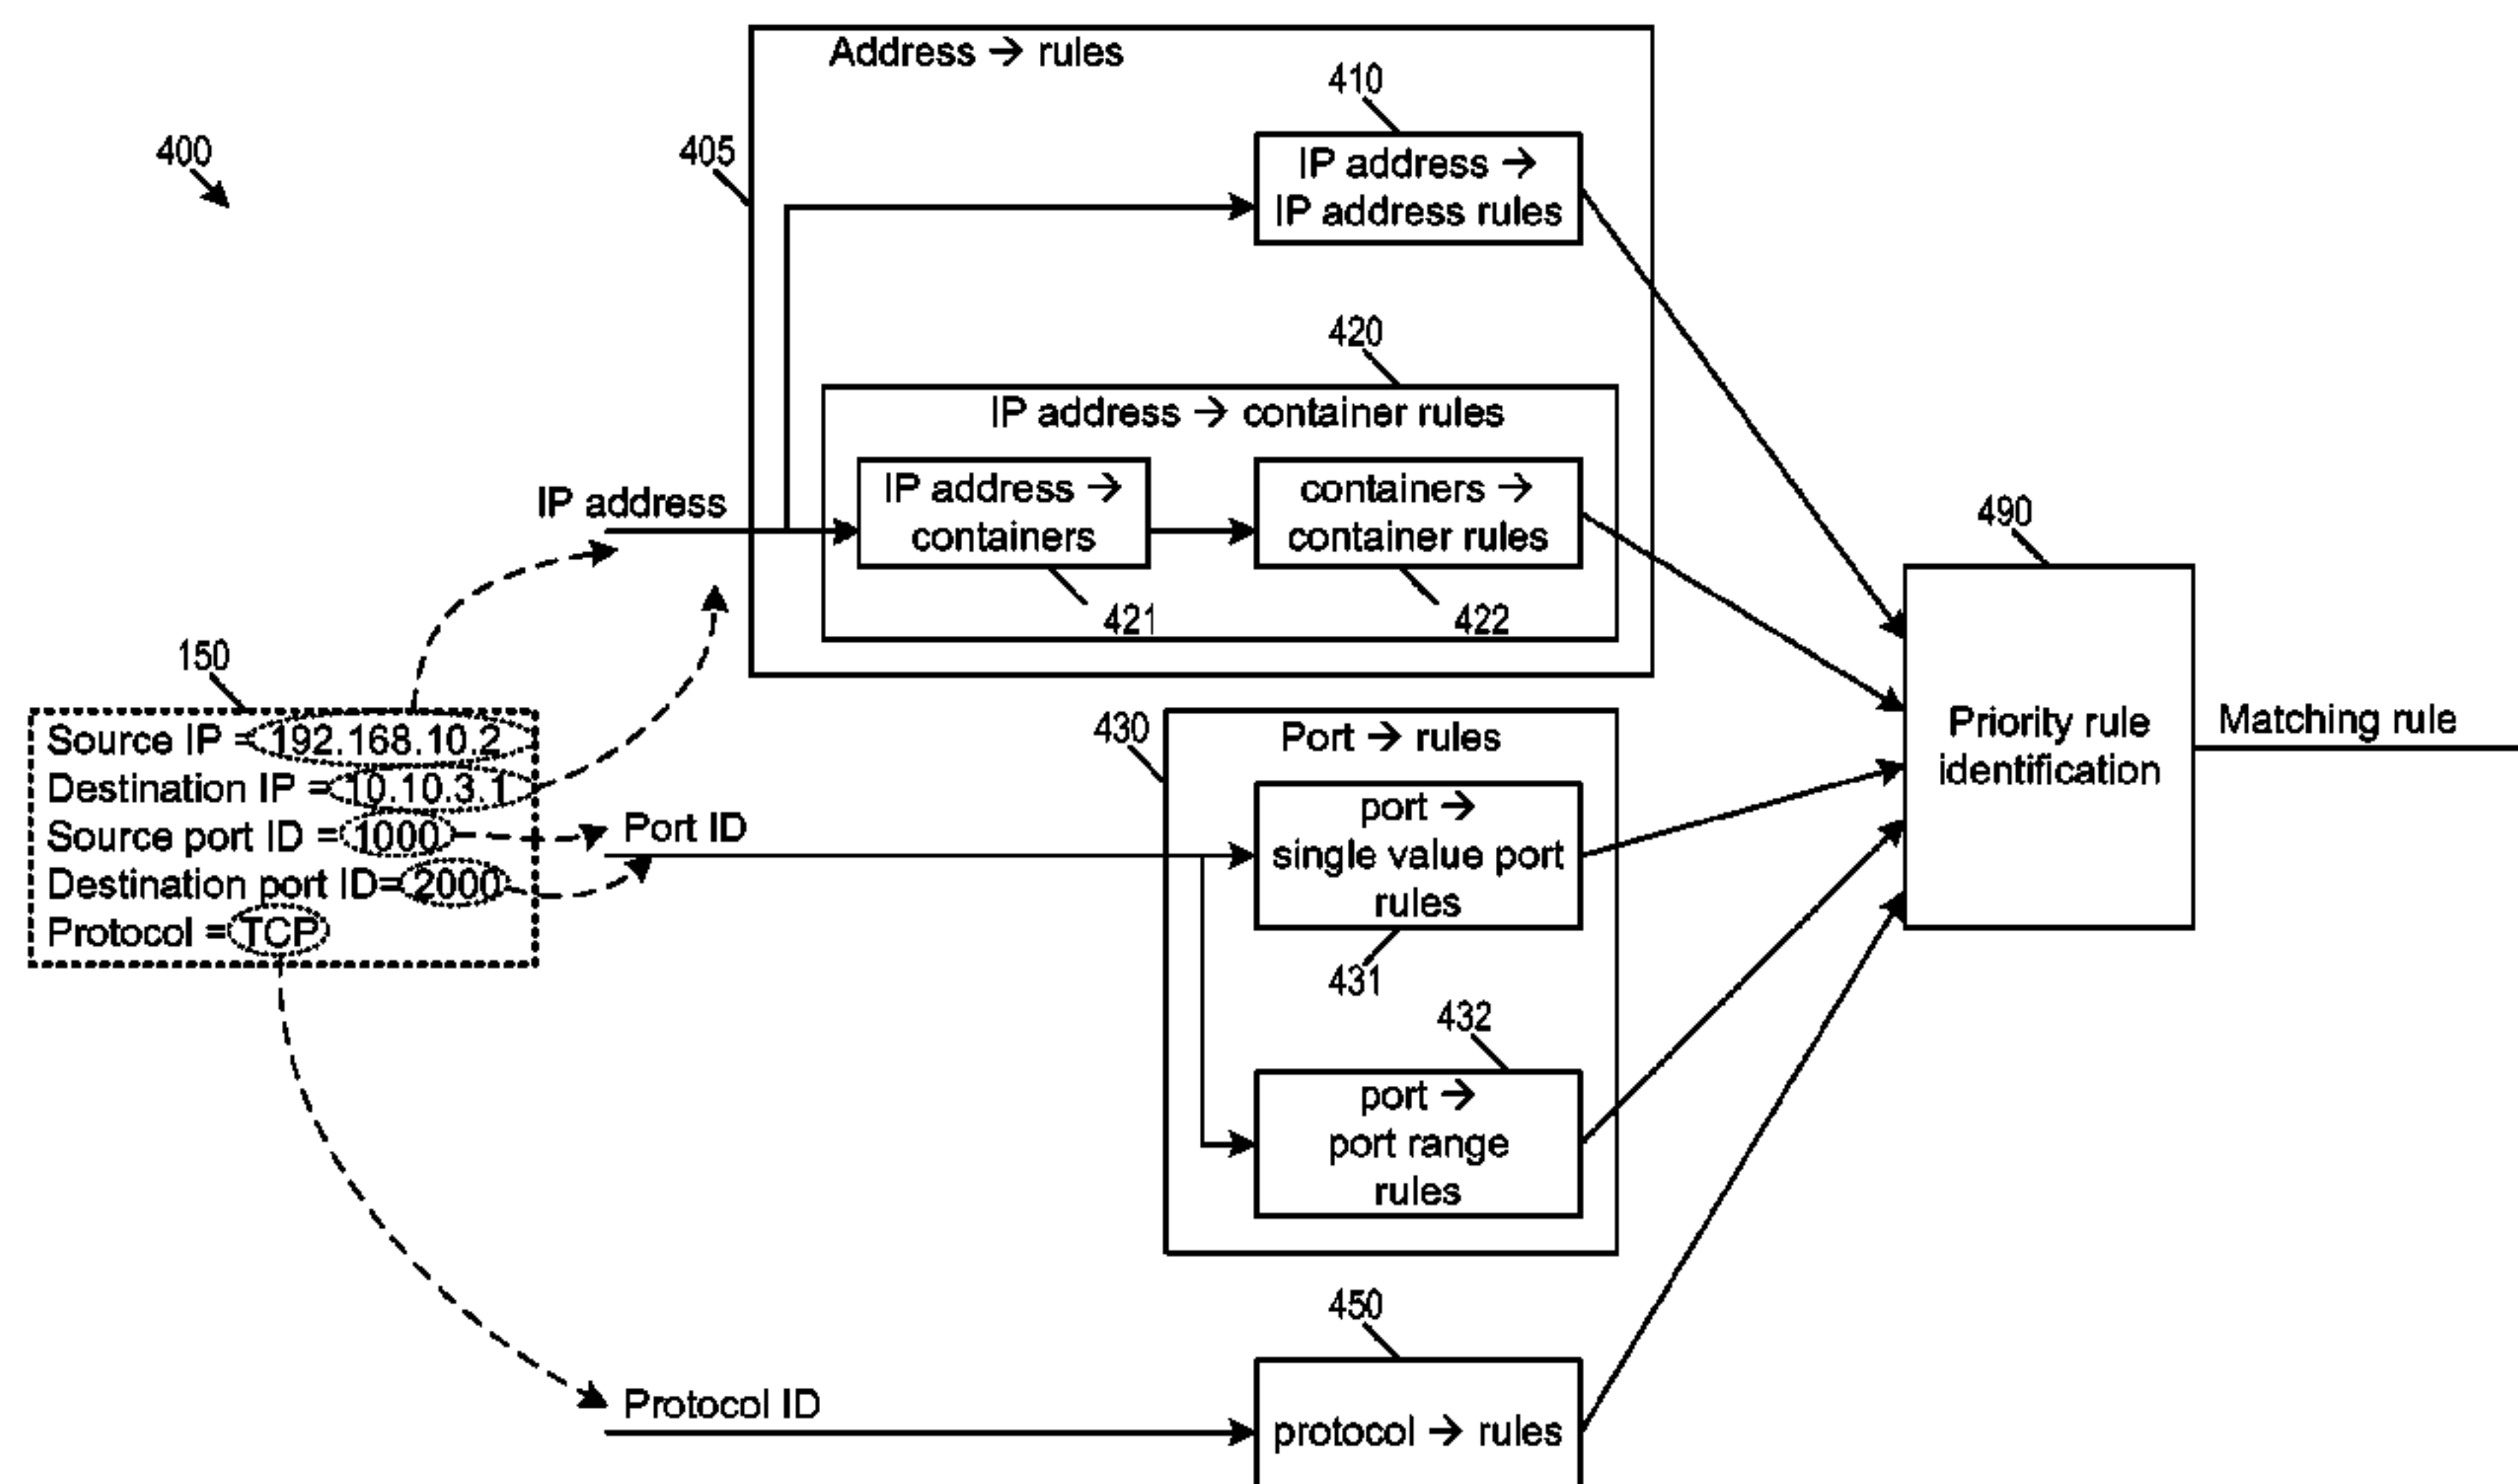 Address → rules
410
400
405
IP address →
IP address rules
420
IP address → container rules
IP address
IP address →
containers
containers →
container rules
490
421
422
150
Source IP = 192.168.10.2
Destination IP = 10.10.3.1
Source port ID = 1000
Destination port ID= 2000
Protocol = TCP
430
Port → rules
Port ID
port →
single value port
rules
431
432
port →
port range
rules
Priority rule
identification
Matching rule
450
Protocol ID
protocol → rules